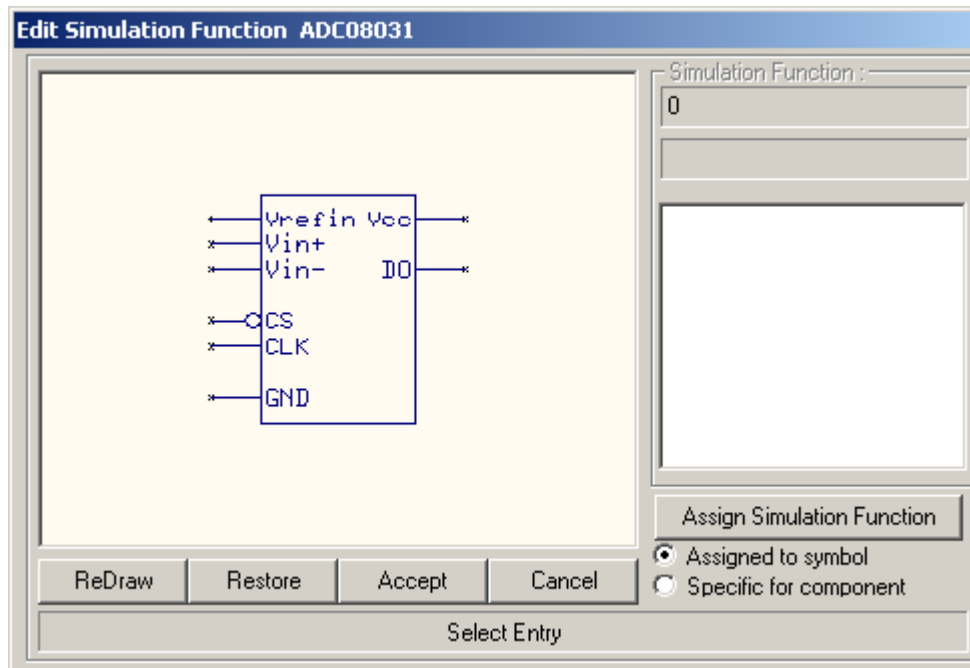 Edit Simulation Function ADC08031
Simulation Function :
0
Vrefin Vcc
Vin+
Vin- DO
CS
CLK
GND
Assign Simulation Function
Assigned to symbol
Specific for component
ReDraw Restore Accept Cancel
Select Entry